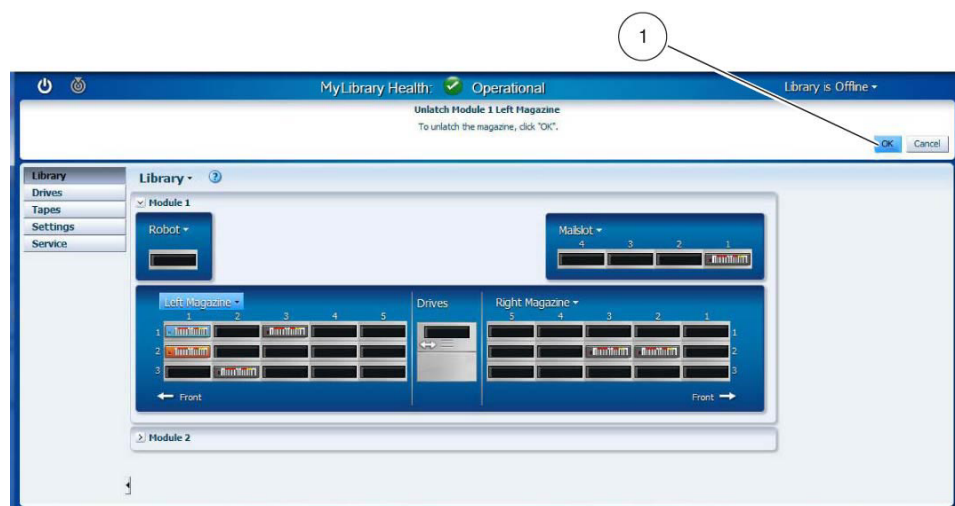 1
MyLibrary Health: Operational
Library is Offline
Unlatch Module 1 Left Magazine
To unlatch the magazine, click "OK".
OK Cancel
Library
Drives
Tapes
Settings
Service
Library
?
Module 1
Robot
Mailslot
4 3 2 1
Left Magazine
1 2 3 4 5
1
2
3
Front
Drives
Right Magazine
5 4 3 2 1
1
2
3
Front
Module 2